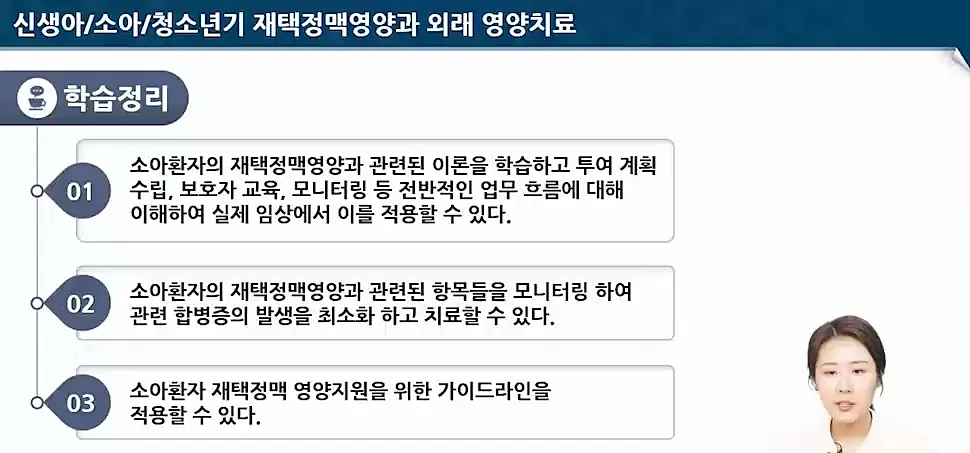 신생아/소아/청소년기 재택정맥영양과 외래 영양치료
학습정리
01
소아환자의 재택정맥영양과 관련된 이론을 학습하고 투여 계획
수립, 보호자 교육, 모니터링 등 전반적인 업무 흐름에 대해
이해하여 실제 임상에서 이를 적용할 수 있다.
02
소아환자의 재택정맥영양과 관련된 항목들을 모니터링 하여
관련 합병증의 발생을 최소화 하고 치료할 수 있다.
03
소아환자 재택정맥 영양지원을 위한 가이드라인을
적용할 수 있다.